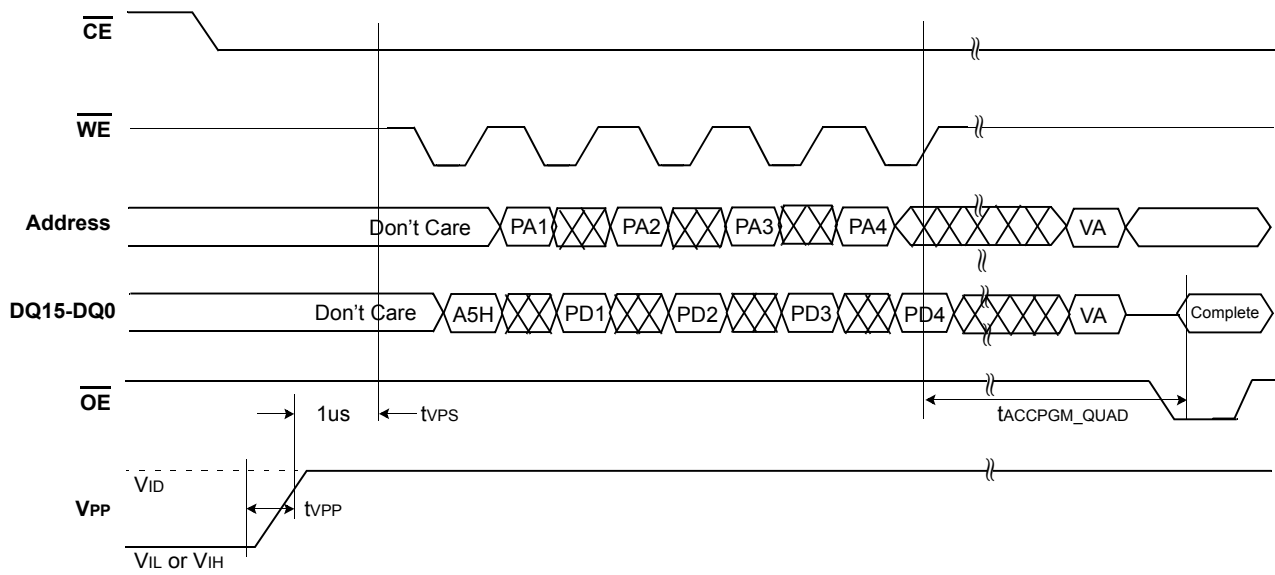 CE
WE
Address
Don't Care PA1 PA2 PA3 PA4 VA
DQ15-DQ0
Don't Care A5H PD1 PD2 PD3 PD4 VA Complete
OE
1us tVPS
tACCPGM_QUAD
VID
VPP
tVPP
VIL or VIH